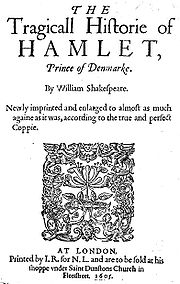 THE
Tragicall Historie of
HAMLET,
Prince of Denmarke.
By William Shakespeare.
Newly imprinted and enlarged to almost as much
againe as it was, according to the true and perfect
Coppie.
AT LONDON,
Printed by I. R. for N. L. and are to be sold at his
shoppe vnder Saint Dunstons Church in
Fleetstreet. 1605.